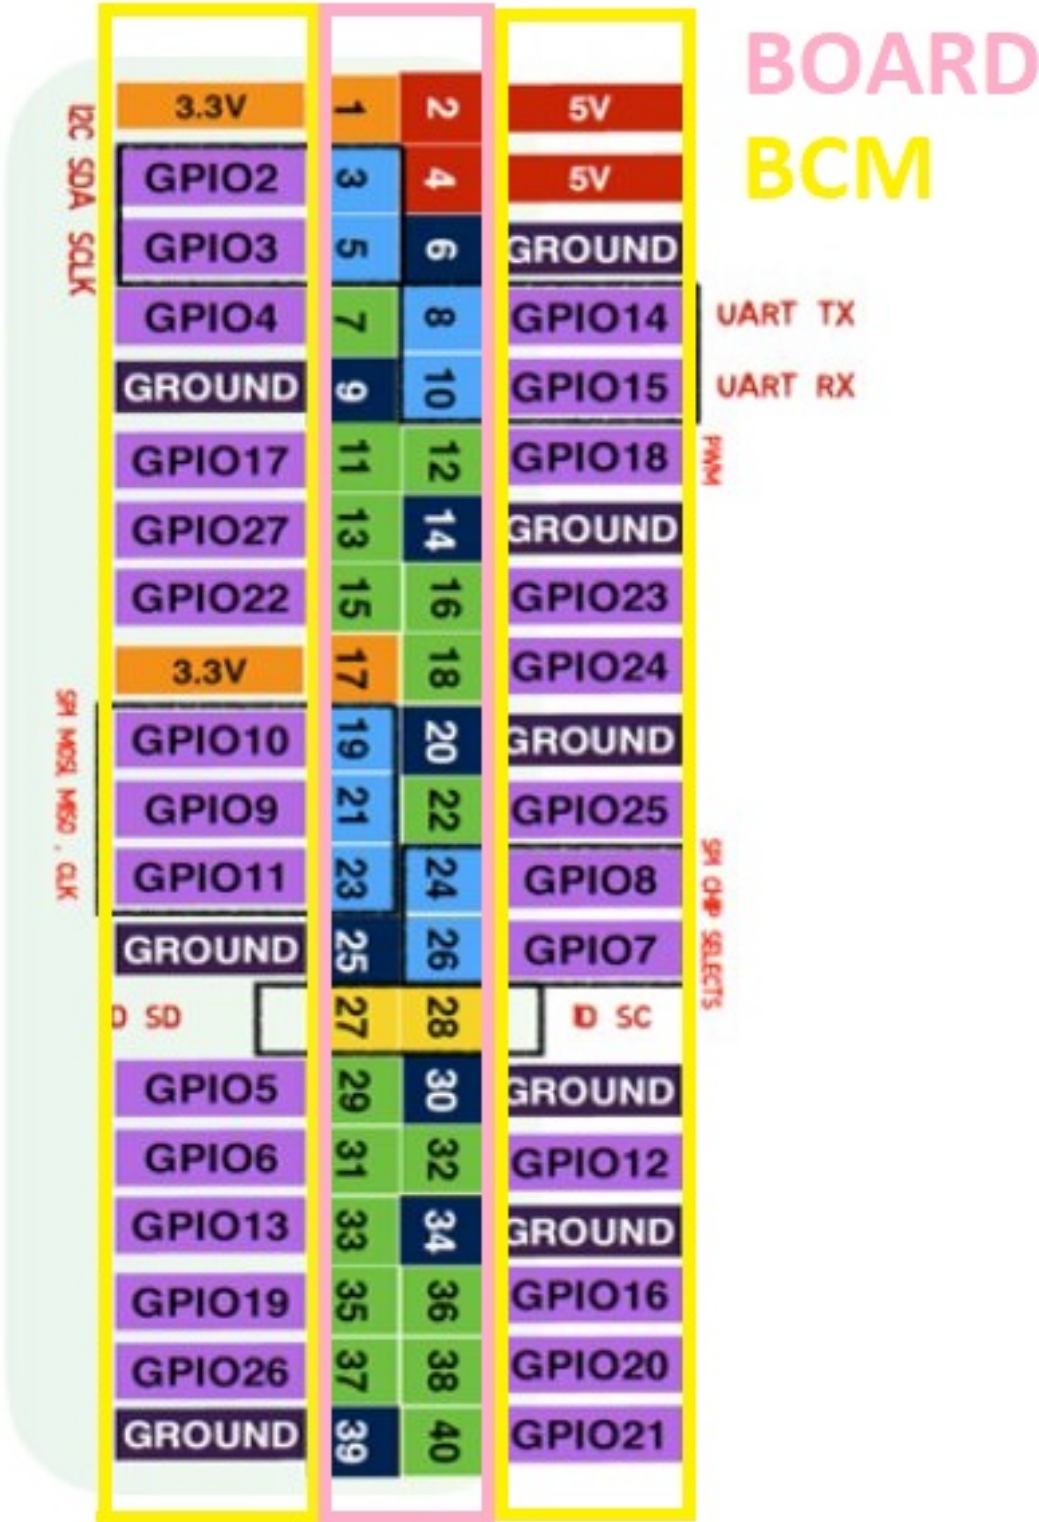 BOARD
BCM
I2C SDA SCLK
3.3V 1 2 5V
GPIO2 3 4 5V
GPIO3 5 6 GROUND
GPIO4 7 8 GPIO14 UART TX
GROUND 9 10 GPIO15 UART RX
GPIO17 11 12 GPIO18 PWM
GPIO27 13 14 GROUND
GPIO22 15 16 GPIO23
3.3V 17 18 GPIO24
SPI MOSI, MISO, CLK
GPIO10 19 20 GROUND
GPIO9 21 22 GPIO25
GPIO11 23 24 GPIO8
GROUND 25 26 GPIO7
SPI CHIP SELECTS
D SD 27 28 ID SC
GPIO5 29 30 GROUND
GPIO6 31 32 GPIO12
GPIO13 33 34 GROUND
GPIO19 35 36 GPIO16
GPIO26 37 38 GPIO20
GROUND 39 40 GPIO21